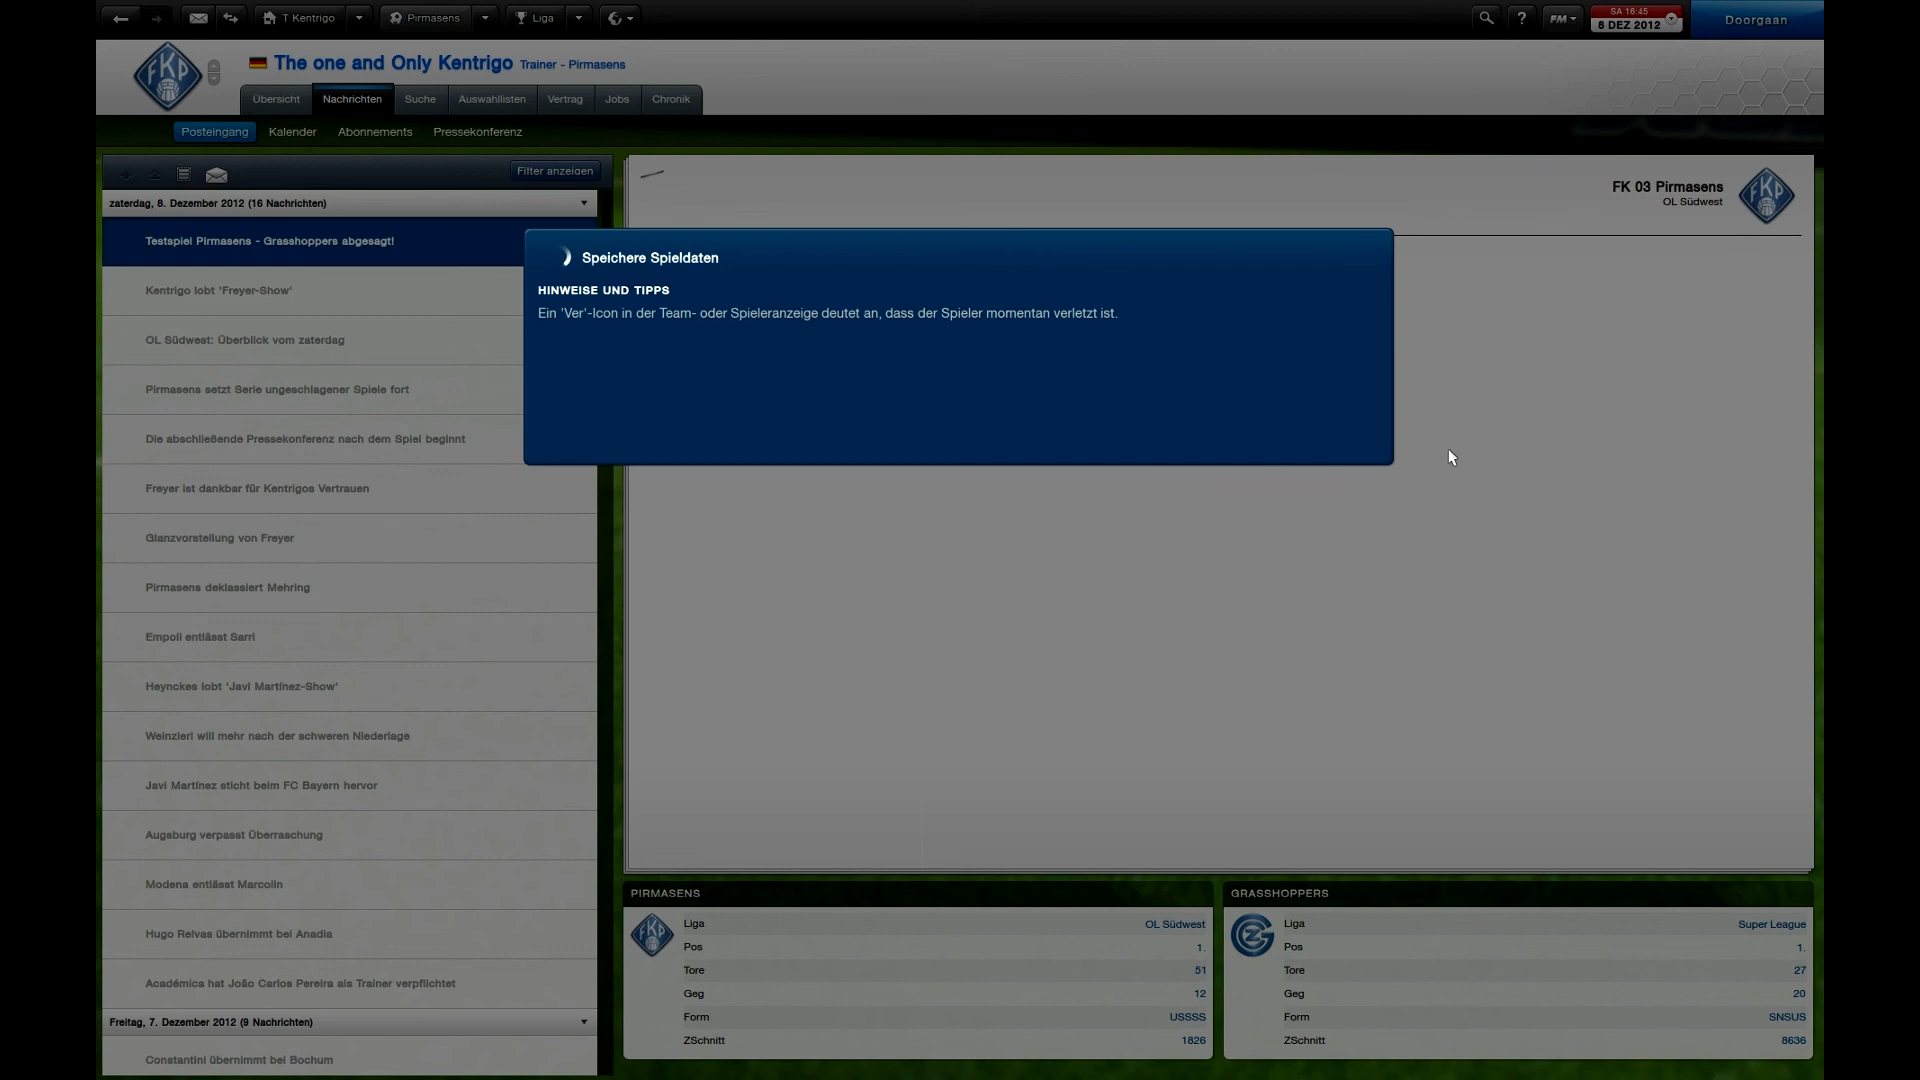 T Kentrigo
Pirmasens
Liga
?
FM
SA 16:45
8 DEZ 2012
Doorgaan
FKP
The one and Only Kentrigo Trainer - Pirmasens
Übersicht
Nachrichten
Suche
Auswahllisten
Vertrag
Jobs
Chronik
Posteingang
Kalender
Abonnements
Pressekonferenz
Filter anzeigen
zaterdag, 8. Dezember 2012 (16 Nachrichten)
Testspiel Pirmasens - Grasshoppers abgesagt!
Kentrigo lobt 'Freyer-Show'
OL Südwest: Überblick vom zaterdag
Pirmasens setzt Serie ungeschlagener Spiele fort
Die abschließende Pressekonferenz nach dem Spiel beginnt
Freyer ist dankbar für Kentrigos Vertrauen
Glanzvorstellung von Freyer
Pirmasens deklassiert Mehring
Empoli entlässt Sarri
Heynckes lobt 'Javi Martínez-Show'
Weinzierl will mehr nach der schweren Niederlage
Javi Martínez sticht beim FC Bayern hervor
Augsburg verpasst Überraschung
Modena entlässt Marcolin
Hugo Relvas übernimmt bei Anadia
Académica hat João Carlos Pereira als Trainer verpflichtet
Freitag, 7. Dezember 2012 (9 Nachrichten)
Constantini übernimmt bei Bochum
FK 03 Pirmasens
OL Südwest
FKP
Speichere Spieldaten
HINWEISE UND TIPPS
Ein 'Ver'-Icon in der Team- oder Spieleranzeige deutet an, dass der Spieler momentan verletzt ist.
PIRMASENS
FKP
Liga OL Südwest
Pos 1.
Tore 51
Geg 12
Form USSSS
ZSchnitt 1826
GRASSHOPPERS
GCZ
Liga Super League
Pos 1.
Tore 27
Geg 20
Form SNSUS
ZSchnitt 8636